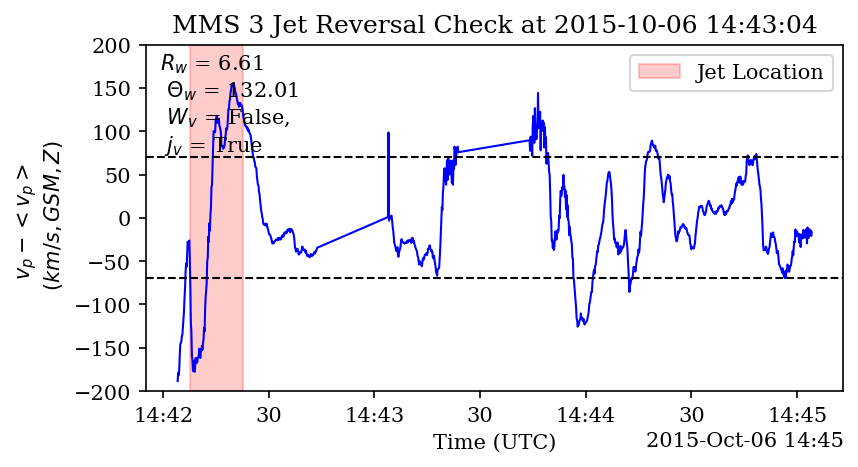 MMS 3 Jet Reversal Check at 2015-10-06 14:43:04
200
150
100
50
0
−50
−100
−150
−200
v_p − < v_p >
(km/s, GSM, Z)
R_w = 6.61
Θ_w = 132.01
W_v = False,
j_v = True
Jet Location
14:42 30 14:43 30 14:44 30 14:45
Time (UTC)
2015-Oct-06 14:45